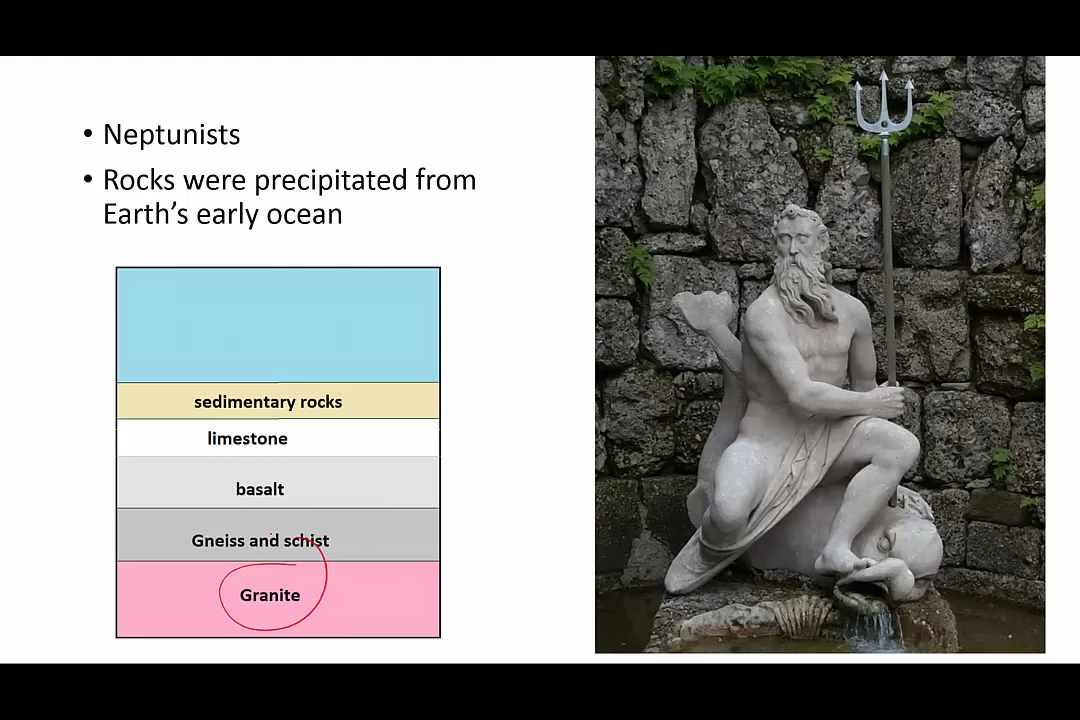 • Neptunists
• Rocks were precipitated from
Earth's early ocean
sedimentary rocks
limestone
basalt
Gneiss and schist
Granite